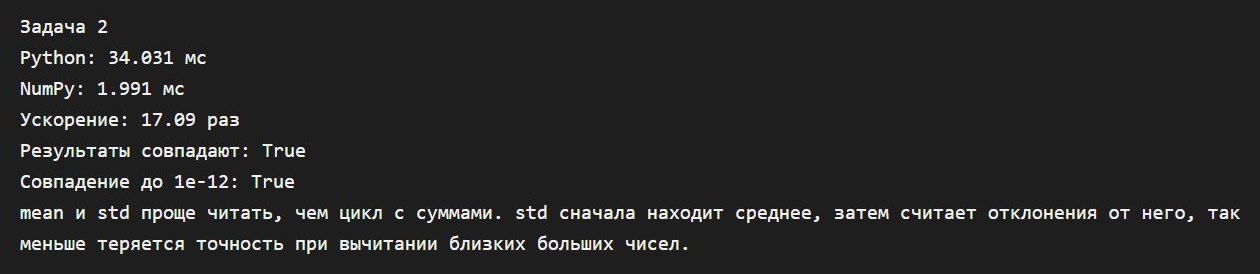 Задача 2
Python: 34.031 мс
NumPy: 1.991 мс
Ускорение: 17.09 раз
Результаты совпадают: True
Совпадение до 1e-12: True
mean и std проще читать, чем цикл с суммами. std сначала находит среднее, затем считает отклонения от него, так
меньше теряется точность при вычитании близких больших чисел.